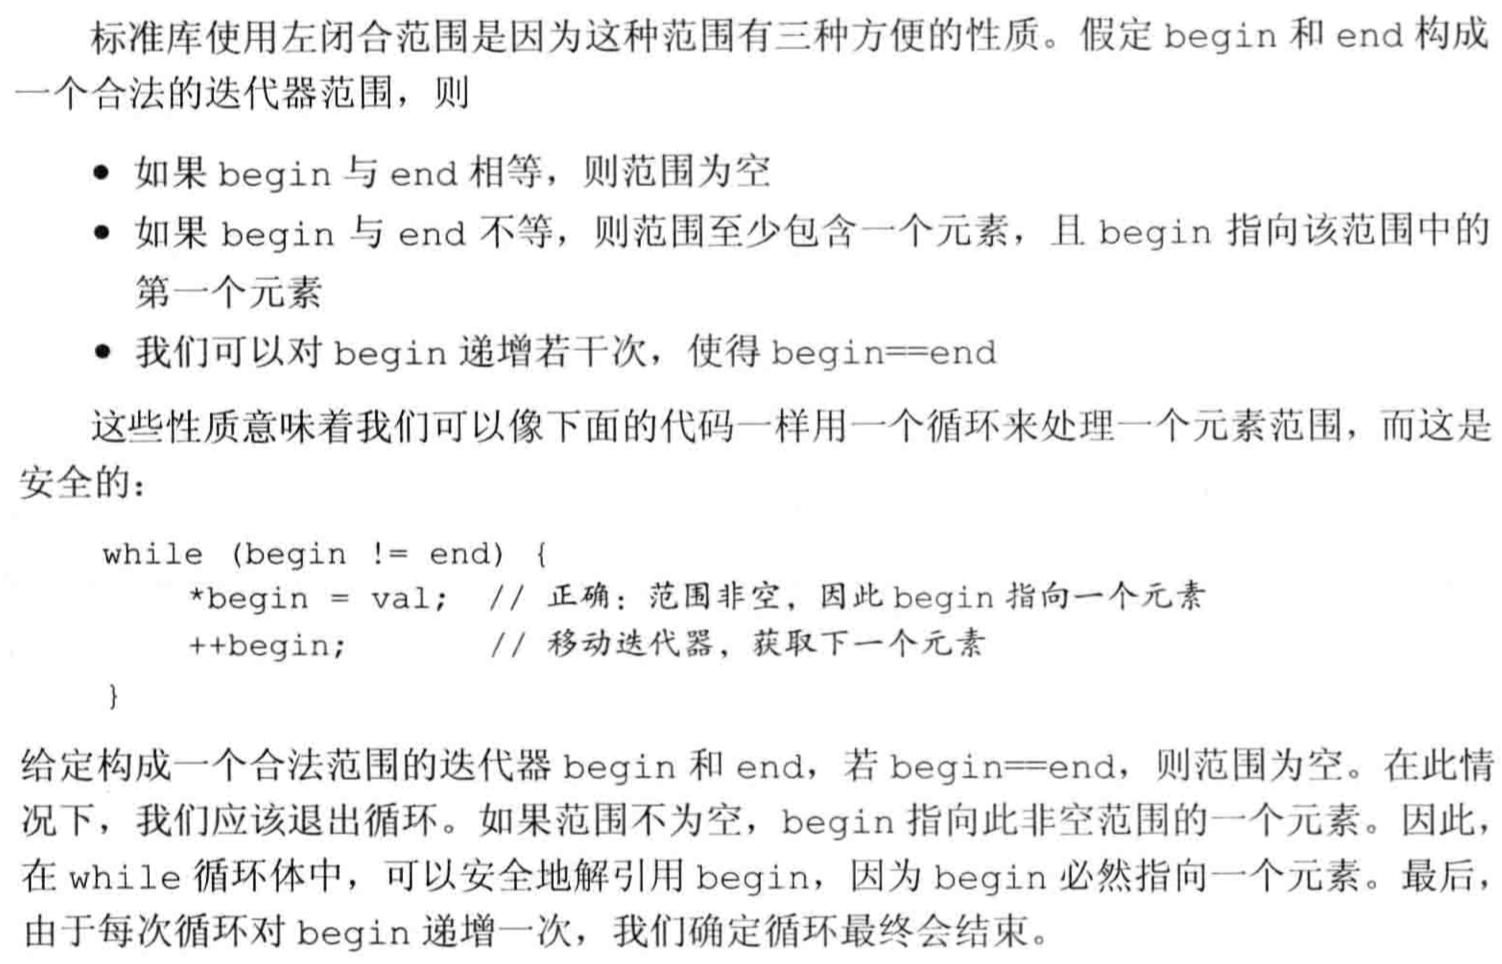 标准库使用左闭合范围是因为这种范围有三种方便的性质。假定 begin 和 end 构成
一个合法的迭代器范围，则
● 如果 begin 与 end 相等，则范围为空
● 如果 begin 与 end 不等，则范围至少包含一个元素，且 begin 指向该范围中的
第一个元素
● 我们可以对 begin 递增若干次，使得 begin==end
这些性质意味着我们可以像下面的代码一样用一个循环来处理一个元素范围，而这是
安全的：
while (begin != end) {
*begin = val; // 正确：范围非空，因此 begin 指向一个元素
++begin; // 移动迭代器，获取下一个元素
}
给定构成一个合法范围的迭代器 begin 和 end，若 begin==end，则范围为空。在此情
况下，我们应该退出循环。如果范围不为空，begin 指向此非空范围的一个元素。因此，
在 while 循环体中，可以安全地解引用 begin，因为 begin 必然指向一个元素。最后，
由于每次循环对 begin 递增一次，我们确定循环最终会结束。